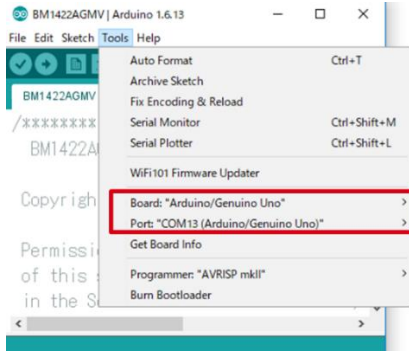 BM1422AGMV | Arduino 1.6.13
File Edit Sketch Tools Help
BM1422AGMV
/********
BM1422A
Copyrigh
Permissi
of this
in the S
Auto Format Ctrl+T
Archive Sketch
Fix Encoding & Reload
Serial Monitor Ctrl+Shift+M
Serial Plotter Ctrl+Shift+L
WiFi101 Firmware Updater
Board: "Arduino/Genuino Uno"
Port: "COM13 (Arduino/Genuino Uno)"
Get Board Info
Programmer: "AVRISP mkII"
Burn Bootloader